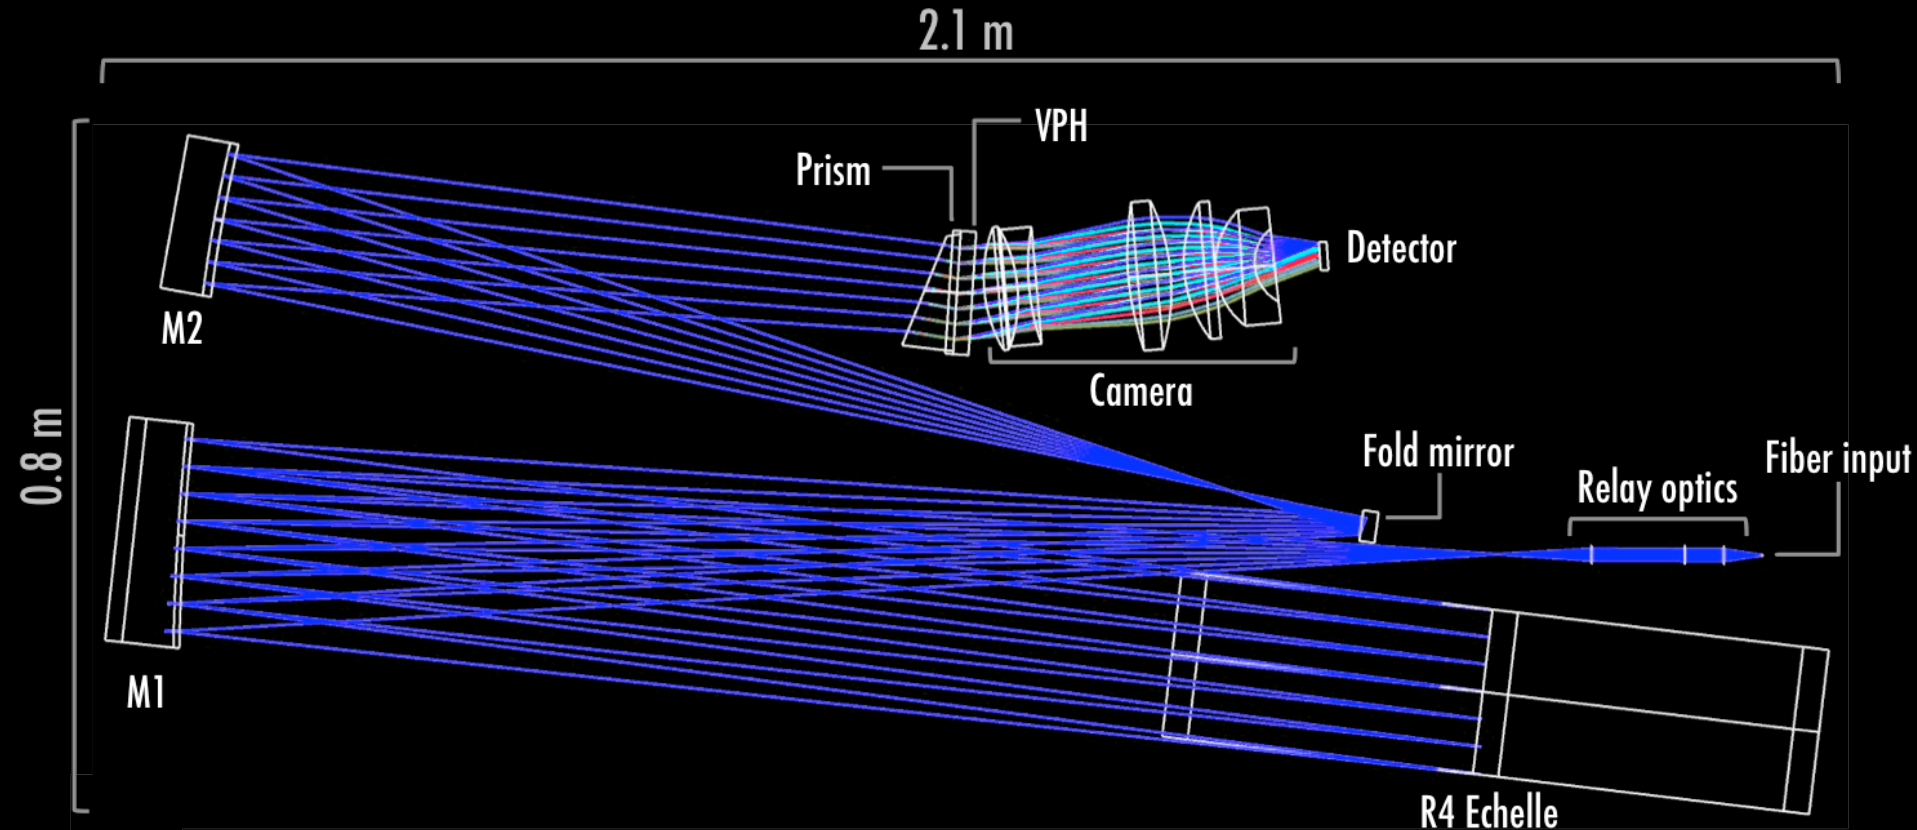 2.1 m
VPH
Prism
Detector
M2
Camera
0.8 m
Fold mirror
Fiber input
Relay optics
M1
R4 Echelle